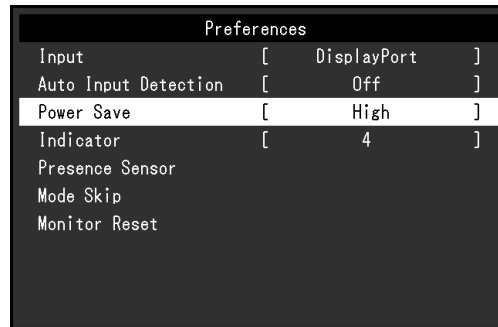 Preferences
Input [ DisplayPort ]
Auto Input Detection [ Off ]
Power Save [ High ]
Indicator [ 4 ]
Presence Sensor
Mode Skip
Monitor Reset